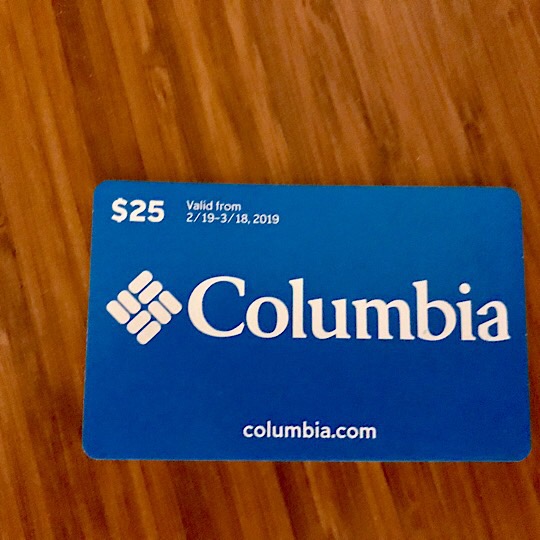 $25
Valid from
2/19-3/18, 2019
Columbia
columbia.com